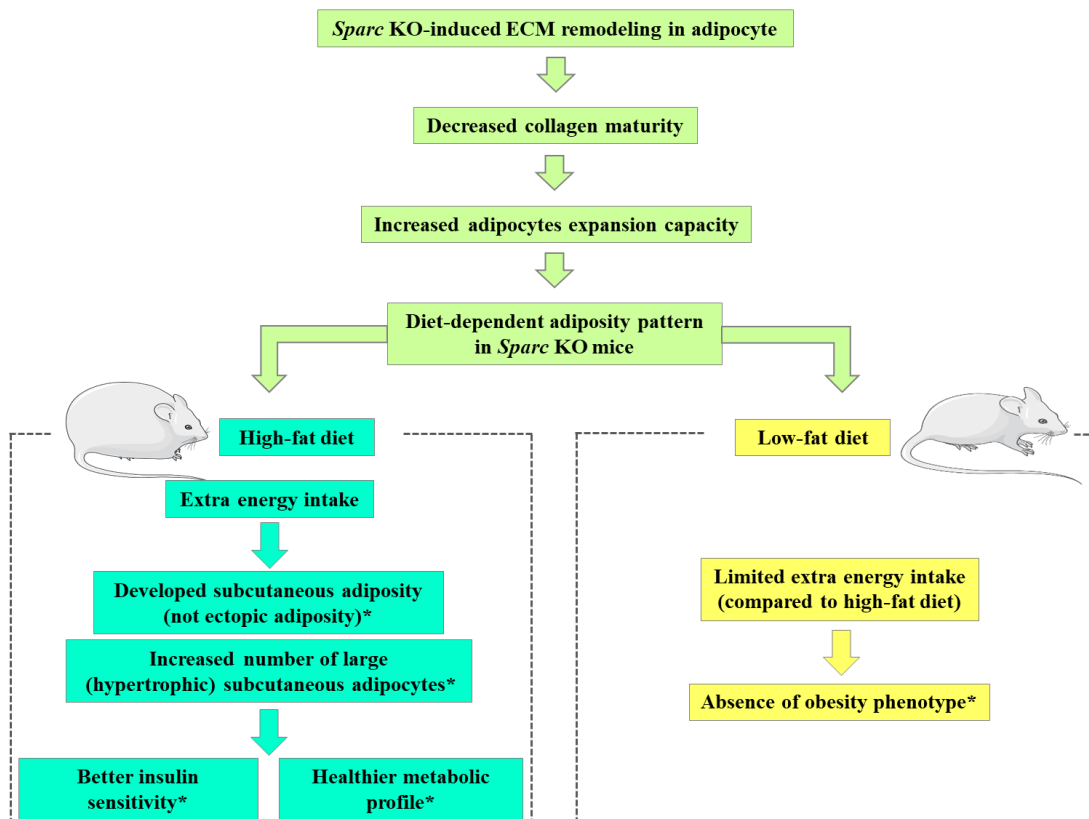 Sparc KO-induced ECM remodeling in adipocyte
Decreased collagen maturity
Increased adipocytes expansion capacity
Diet-dependent adiposity pattern
in Sparc KO mice
High-fat diet
Extra energy intake
Developed subcutaneous adiposity
(not ectopic adiposity)*
Increased number of large
(hypertrophic) subcutaneous adipocytes*
Better insulin
sensitivity*
Healthier metabolic
profile*
Low-fat diet
Limited extra energy intake
(compared to high-fat diet)
Absence of obesity phenotype*